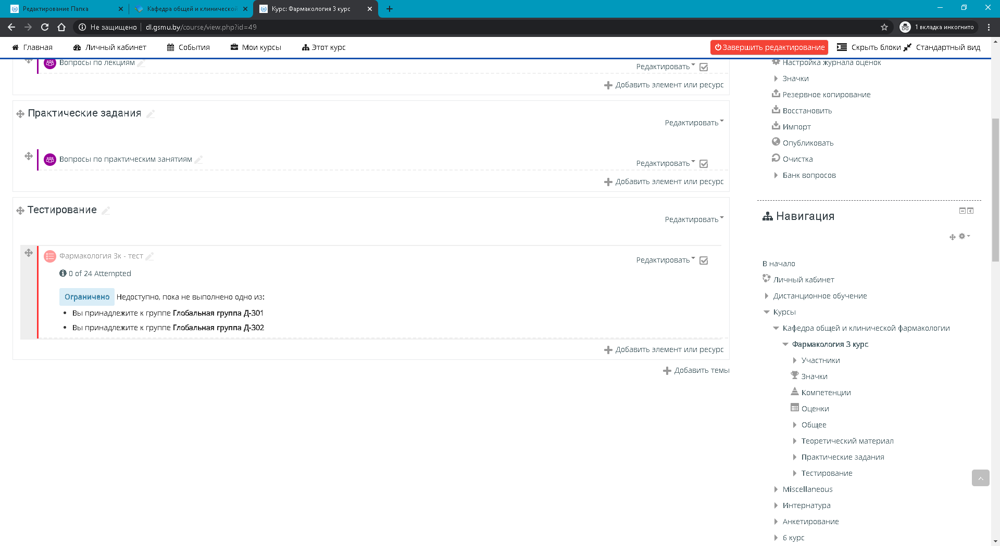 Редактирование Папка
Кафедра общей и клинической
Курс: Фармакология 3 курс
Не защищено
dl.gsmu.by/course/view.php?id=49
1 вкладка инкогнито
Главная
Личный кабинет
События
Мои курсы
Этот курс
Завершить редактирование
Скрыть блоки
Стандартный вид
Вопросы по лекциям
Редактировать
Добавить элемент или ресурс
Практические задания
Редактировать
Вопросы по практическим занятиям
Редактировать
Добавить элемент или ресурс
Тестирование
Редактировать
Фармакология 3к - тест
Редактировать
0 of 24 Attempted
Ограничено Недоступно, пока не выполнено одно из:
• Вы принадлежите к группе Глобальная группа Д-301
• Вы принадлежите к группе Глобальная группа Д-302
Добавить элемент или ресурс
Добавить темы
Настройка журнала оценок
Значки
Резервное копирование
Восстановить
Импорт
Опубликовать
Очистка
Банк вопросов
Навигация
В начало
Личный кабинет
Дистанционное обучение
Курсы
Кафедра общей и клинической фармакологии
Фармакология 3 курс
Участники
Значки
Компетенции
Оценки
Общее
Теоретический материал
Практические задания
Тестирование
Miscellaneous
Интернатура
Анкетирование
6 курс